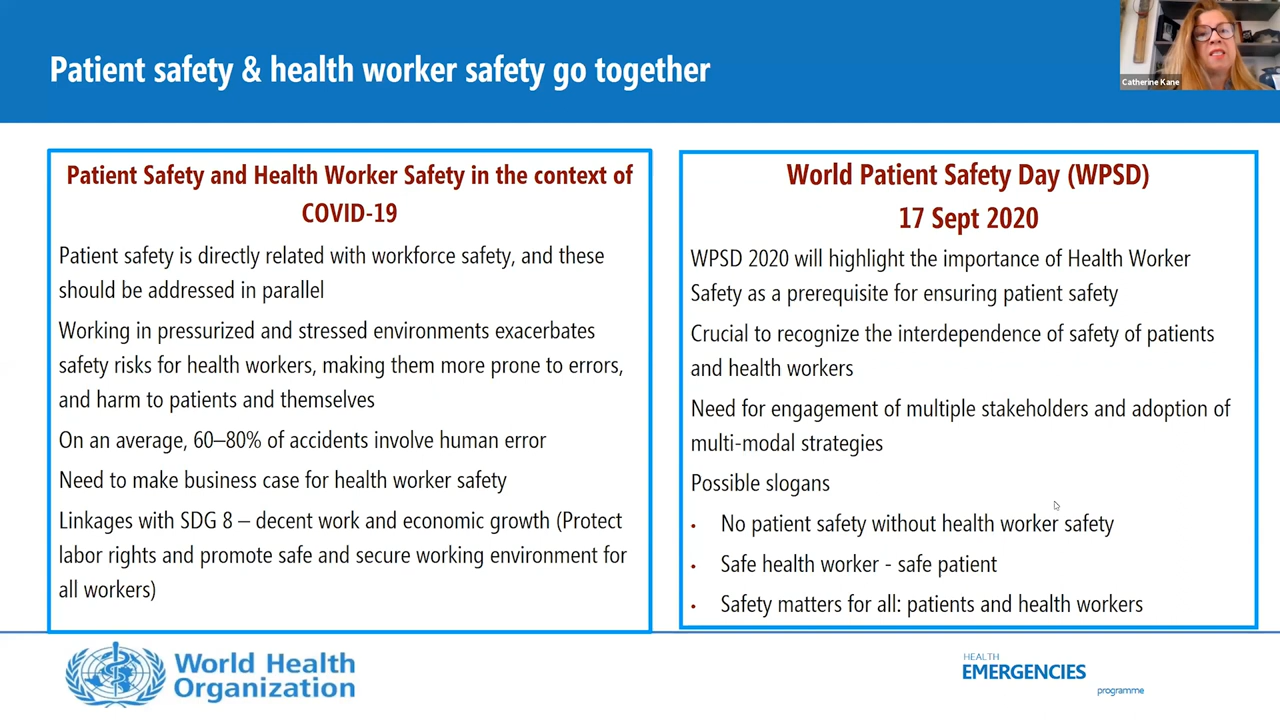 Patient safety & health worker safety go together
Catherine Kane
Patient Safety and Health Worker Safety in the context of
COVID-19
Patient safety is directly related with workforce safety, and these
should be addressed in parallel
Working in pressurized and stressed environments exacerbates
safety risks for health workers, making them more prone to errors,
and harm to patients and themselves
On an average, 60–80% of accidents involve human error
Need to make business case for health worker safety
Linkages with SDG 8 – decent work and economic growth (Protect
labor rights and promote safe and secure working environment for
all workers)
World Patient Safety Day (WPSD)
17 Sept 2020
WPSD 2020 will highlight the importance of Health Worker
Safety as a prerequisite for ensuring patient safety
Crucial to recognize the interdependence of safety of patients
and health workers
Need for engagement of multiple stakeholders and adoption of
multi-modal strategies
Possible slogans
• No patient safety without health worker safety
• Safe health worker - safe patient
• Safety matters for all: patients and health workers
World Health
Organization
HEALTH
EMERGENCIES
programme